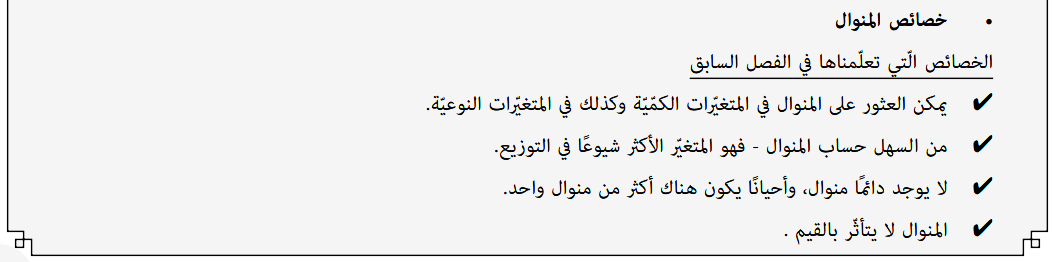 • خصائص المنوال
الخصائص الّتي تعلّمناها في الفصل السابق
✔ يمكن العثور على المنوال في المتغيّرات الكمّيّة وكذلك في المتغيّرات النوعيّة.
✔ من السهل حساب المنوال - فهو المتغيّر الأكثر شيوعًا في التوزيع.
✔ لا يوجد دائمًا منوال، وأحيانًا يكون هناك أكثر من منوال واحد.
✔ المنوال لا يتأثّر بالقيم .